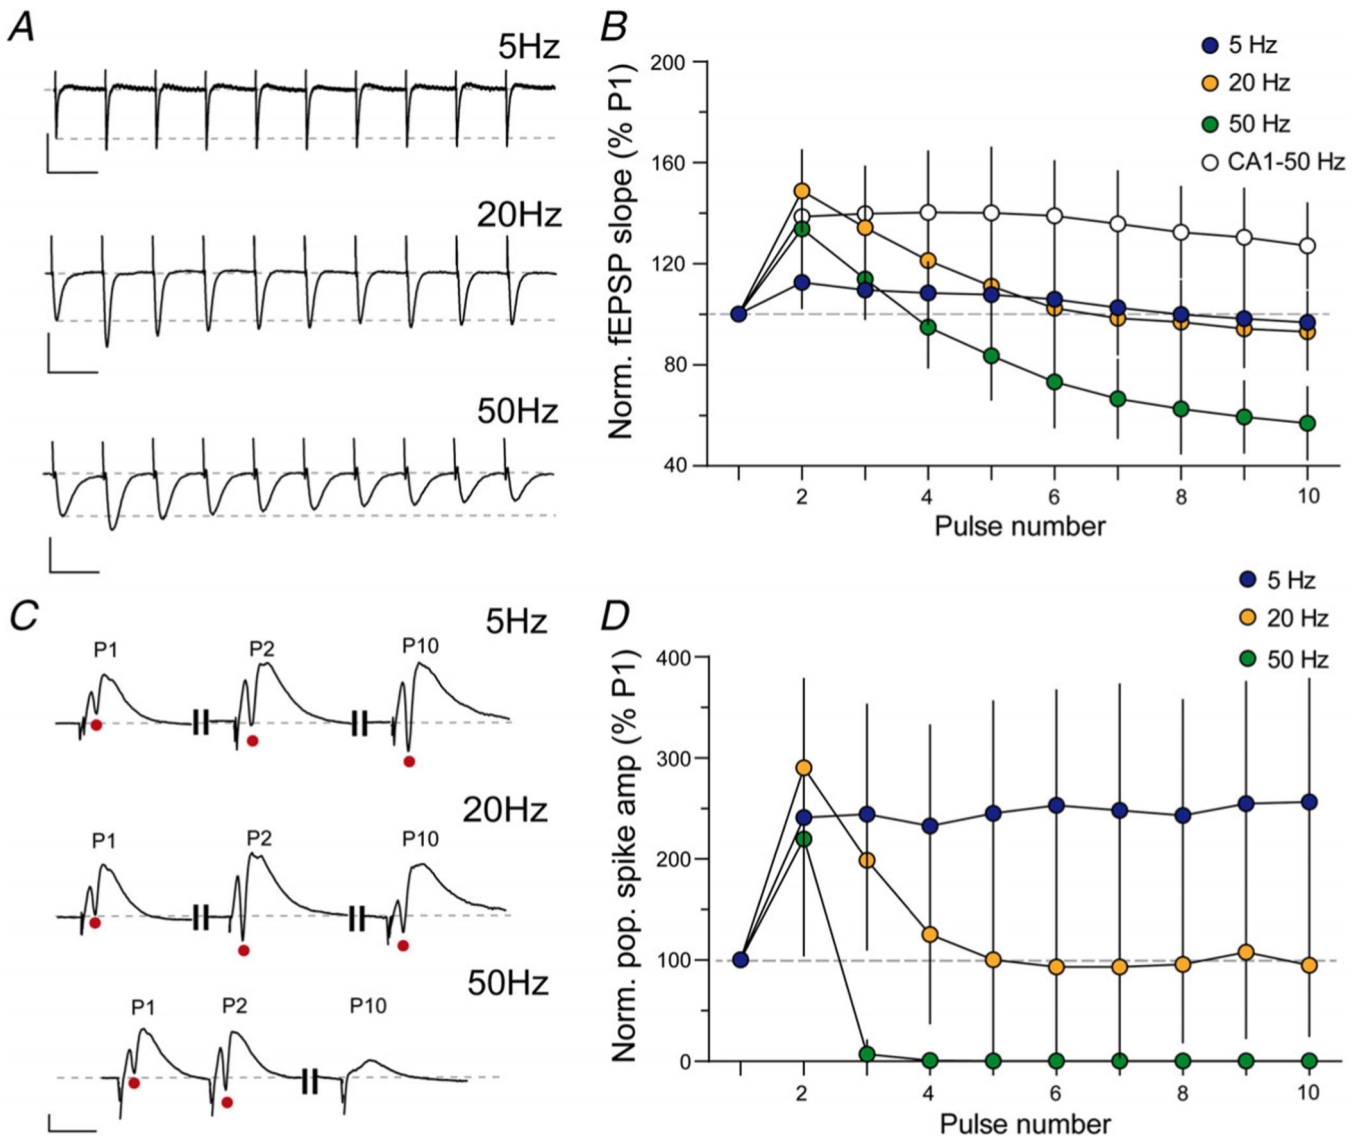 A
5Hz
20Hz
50Hz
B
5 Hz
20 Hz
50 Hz
CA1-50 Hz
Norm. fEPSP slope (% P1)
200
160
120
80
40
2 4 6 8 10
Pulse number
C
5Hz
P1 P2 P10
20Hz
P1 P2 P10
50Hz
P1 P2 P10
D
5 Hz
20 Hz
50 Hz
Norm. pop. spike amp (% P1)
400
300
200
100
0
2 4 6 8 10
Pulse number